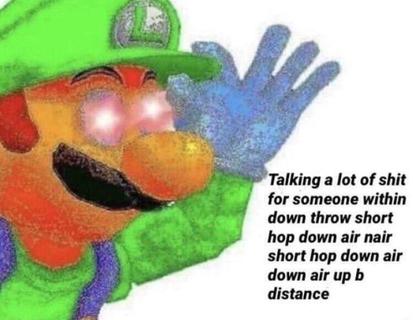 L
Talking a lot of shit
for someone within
down throw short
hop down air nair
short hop down air
down air up b
distance